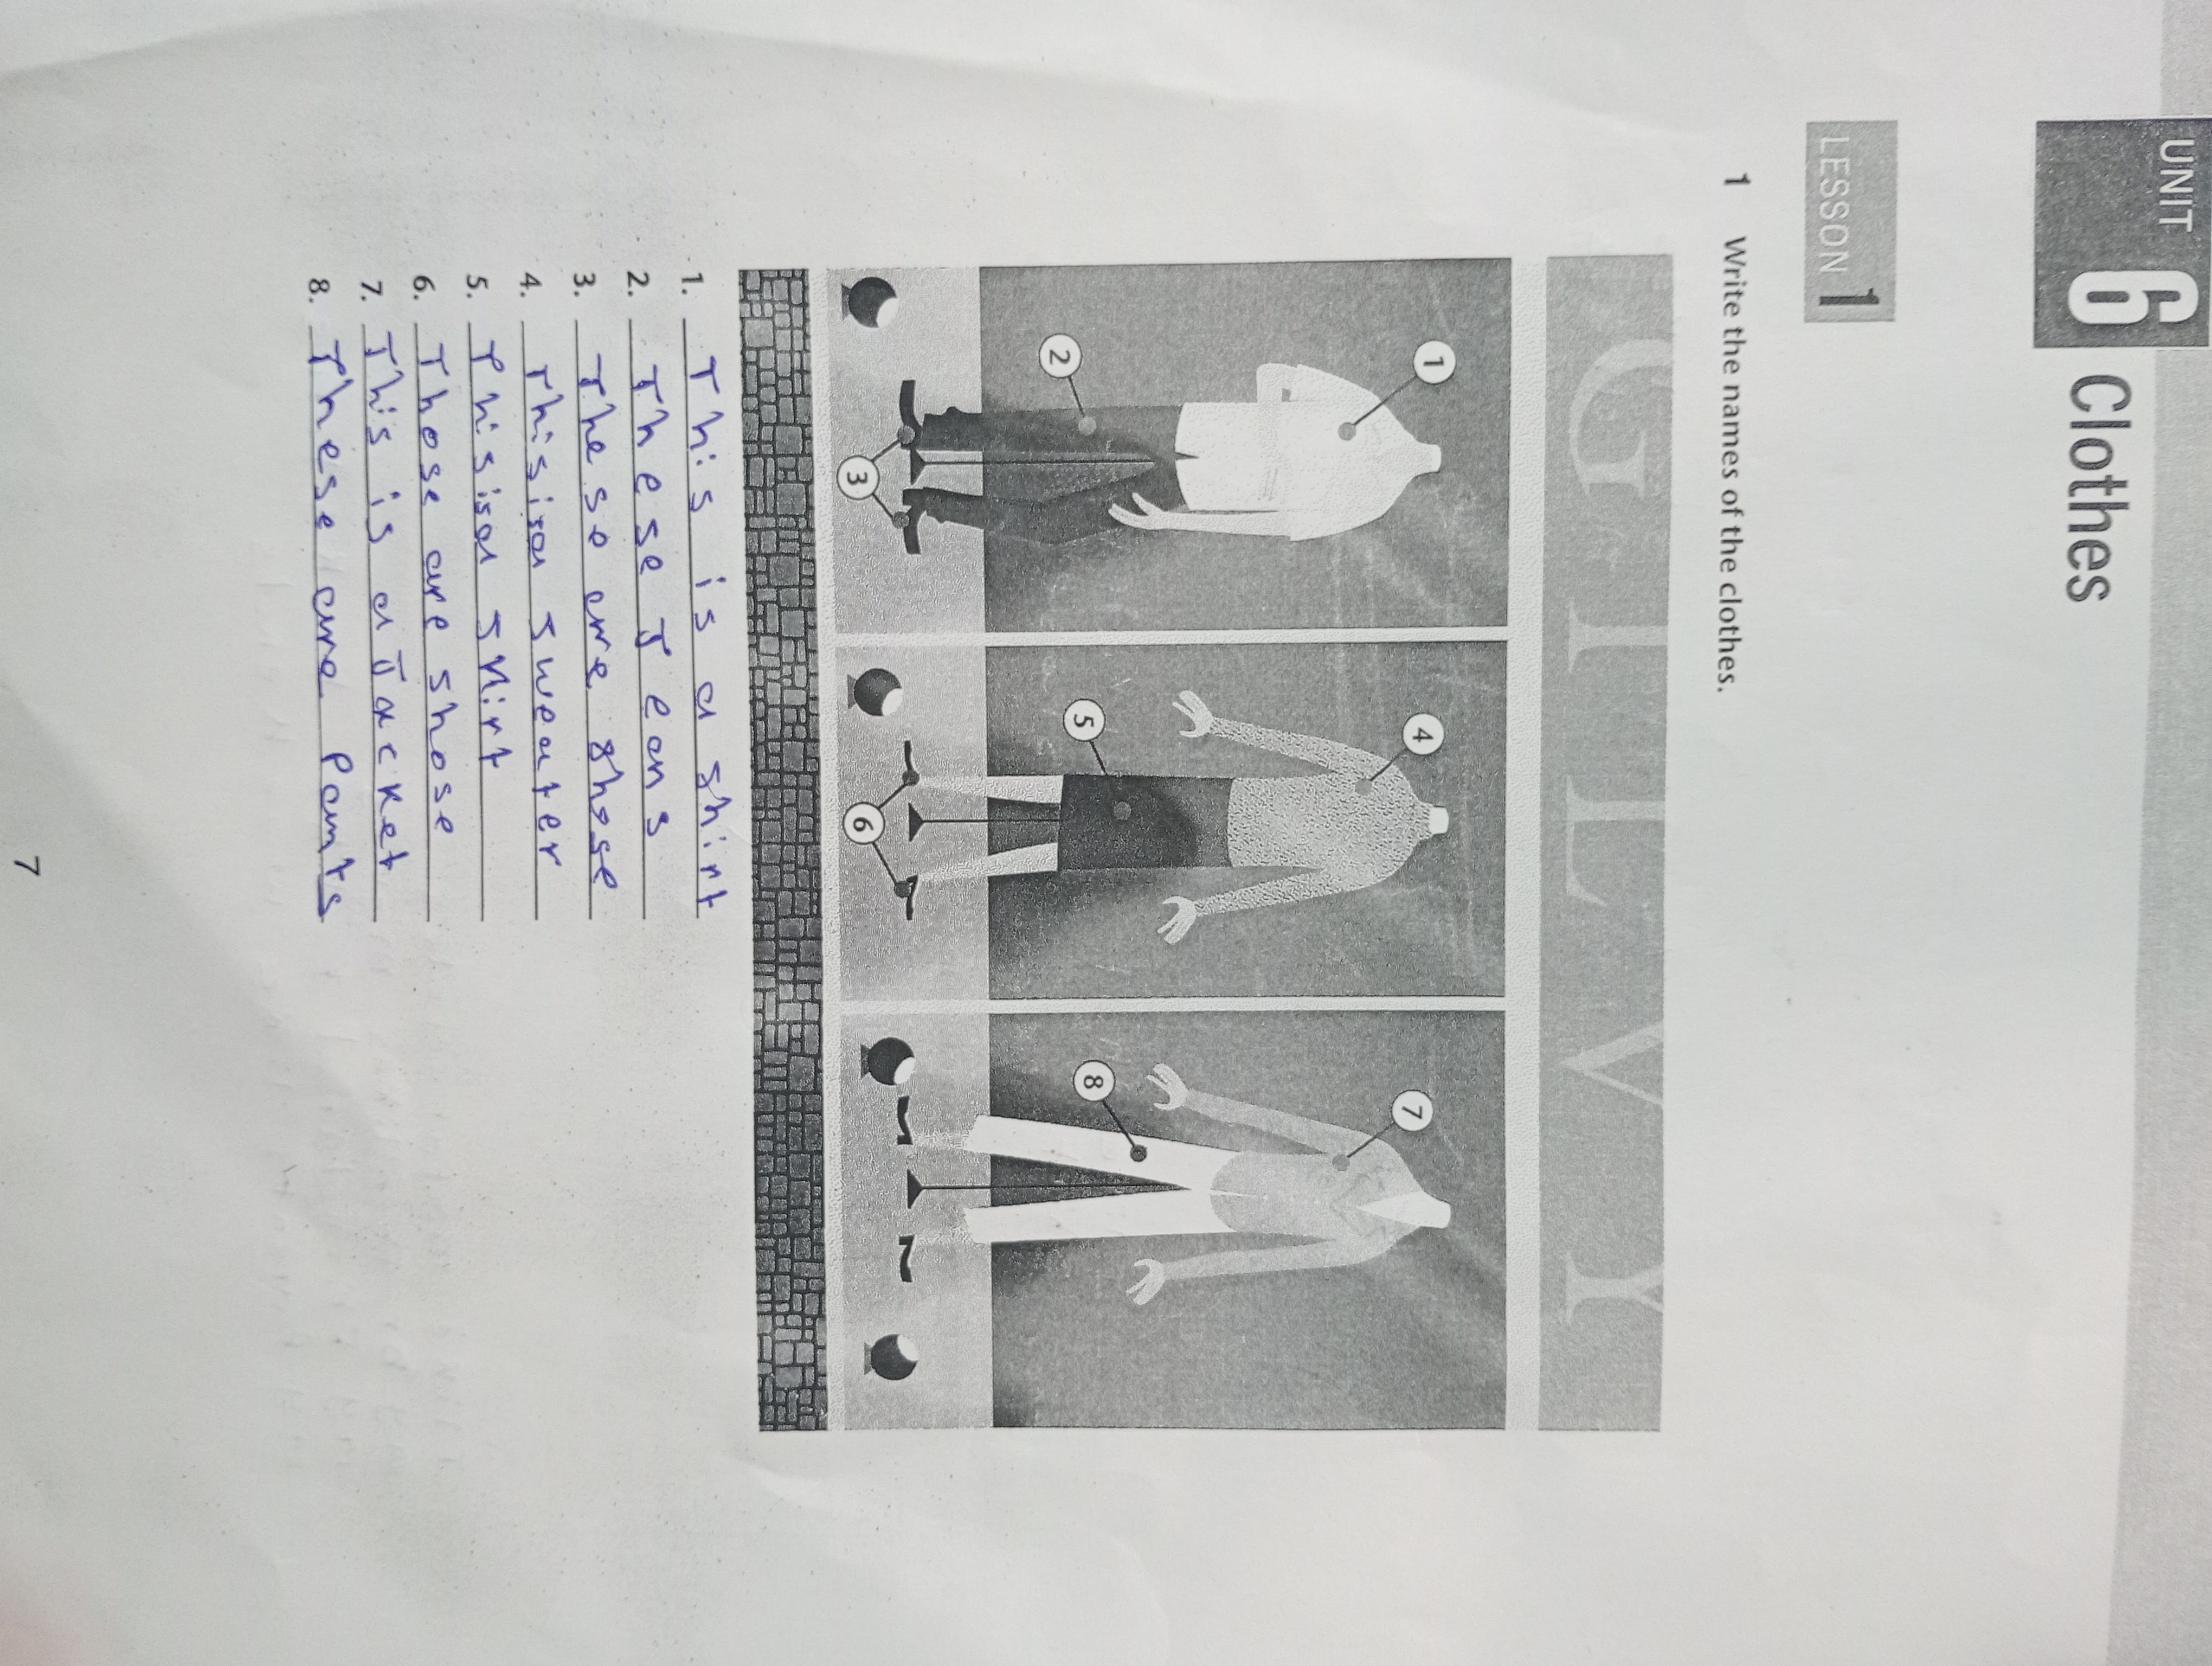 UNIT 6 Clothes
LESSON 1
1 Write the names of the clothes.
GILVY
1
4
7
2
5
8
3
6
1. This is a shirt
2. These Jeans
3. These are shose
4. This is a sweater
5. This is a skirt
6. Those are shose
7. This is a Jacket
8. These are Pants
7